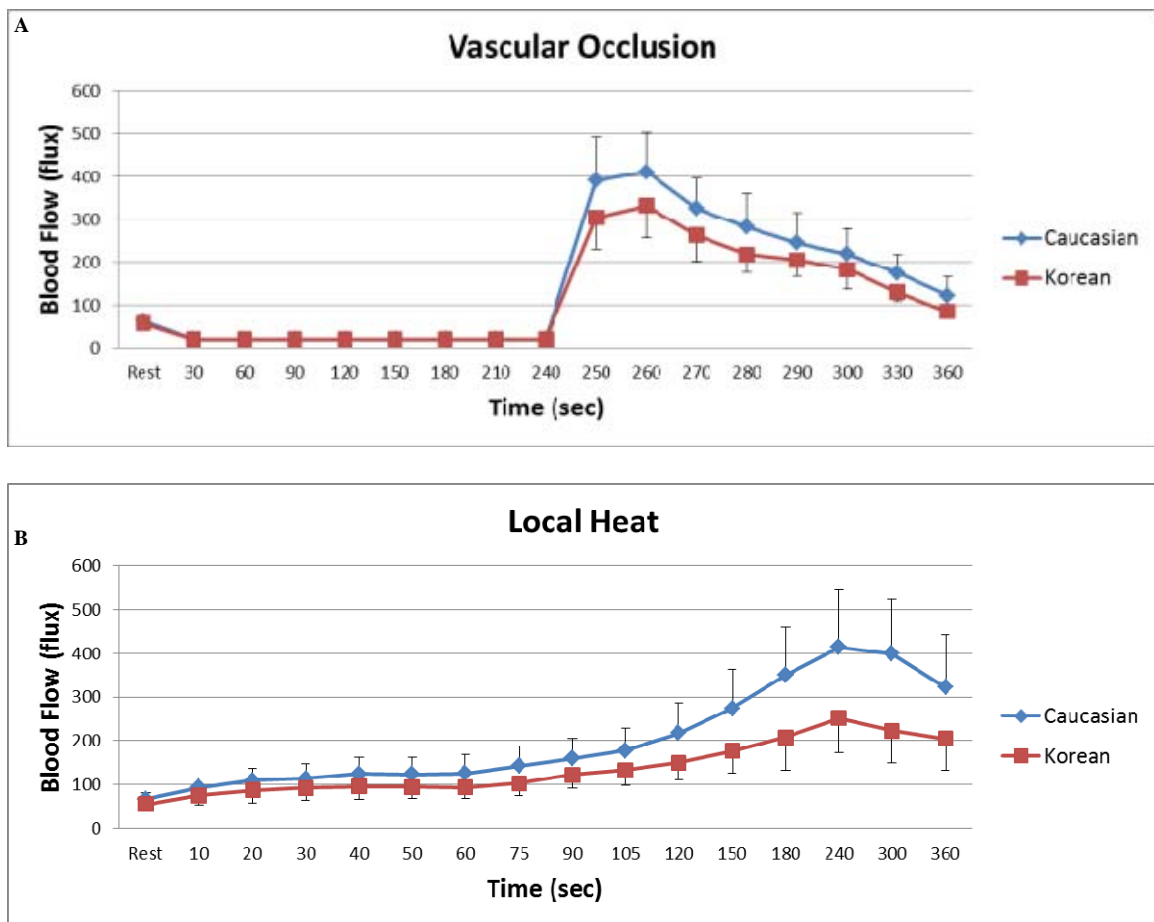 A
Vascular Occlusion
600
500
400
300
200
100
0
Blood Flow (flux)
Rest 30 60 90 120 150 180 210 240 250 260 270 280 290 300 330 360
Time (sec)
Caucasian
Korean
B
Local Heat
600
500
400
300
200
100
0
Blood Flow (flux)
Rest 10 20 30 40 50 60 75 90 105 120 150 180 240 300 360
Time (sec)
Caucasian
Korean